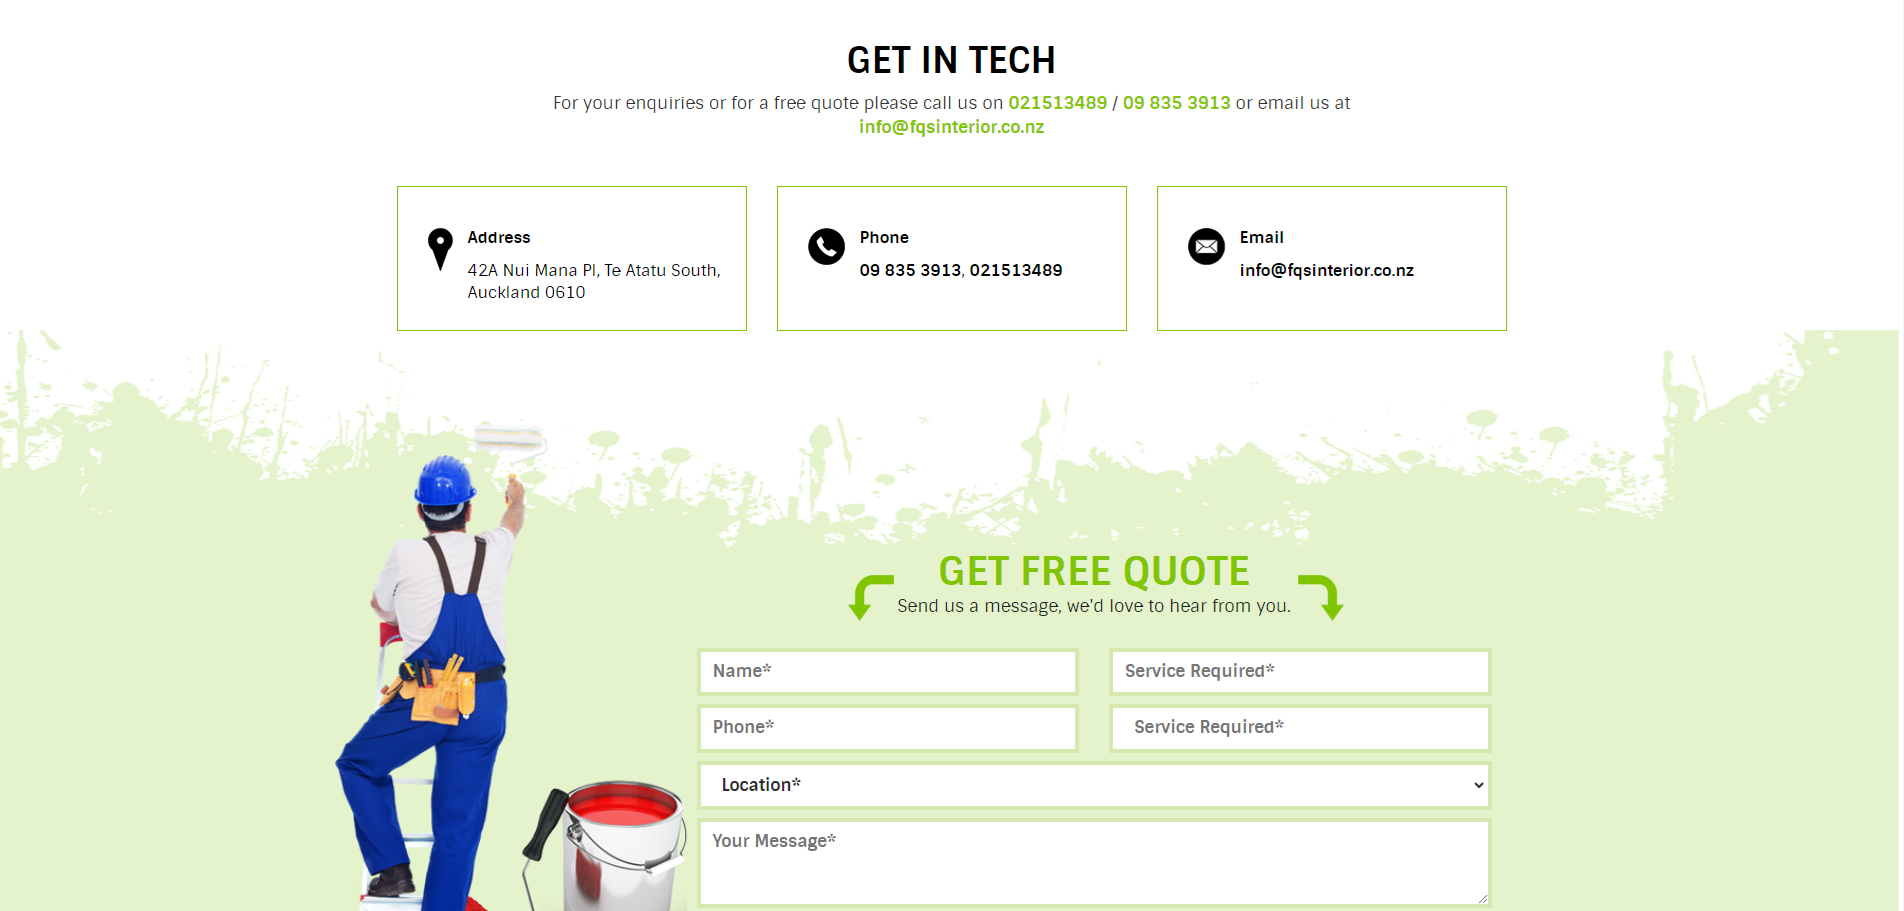 GET IN TECH
For your enquiries or for a free quote please call us on 021513489 / 09 835 3913 or email us at
info@fqsinterior.co.nz
Address
42A Nui Mana Pl, Te Atatu South,
Auckland 0610
Phone
09 835 3913, 021513489
Email
info@fqsinterior.co.nz
GET FREE QUOTE
Send us a message, we'd love to hear from you.
Name*
Service Required*
Phone*
Service Required*
Location*
Your Message*